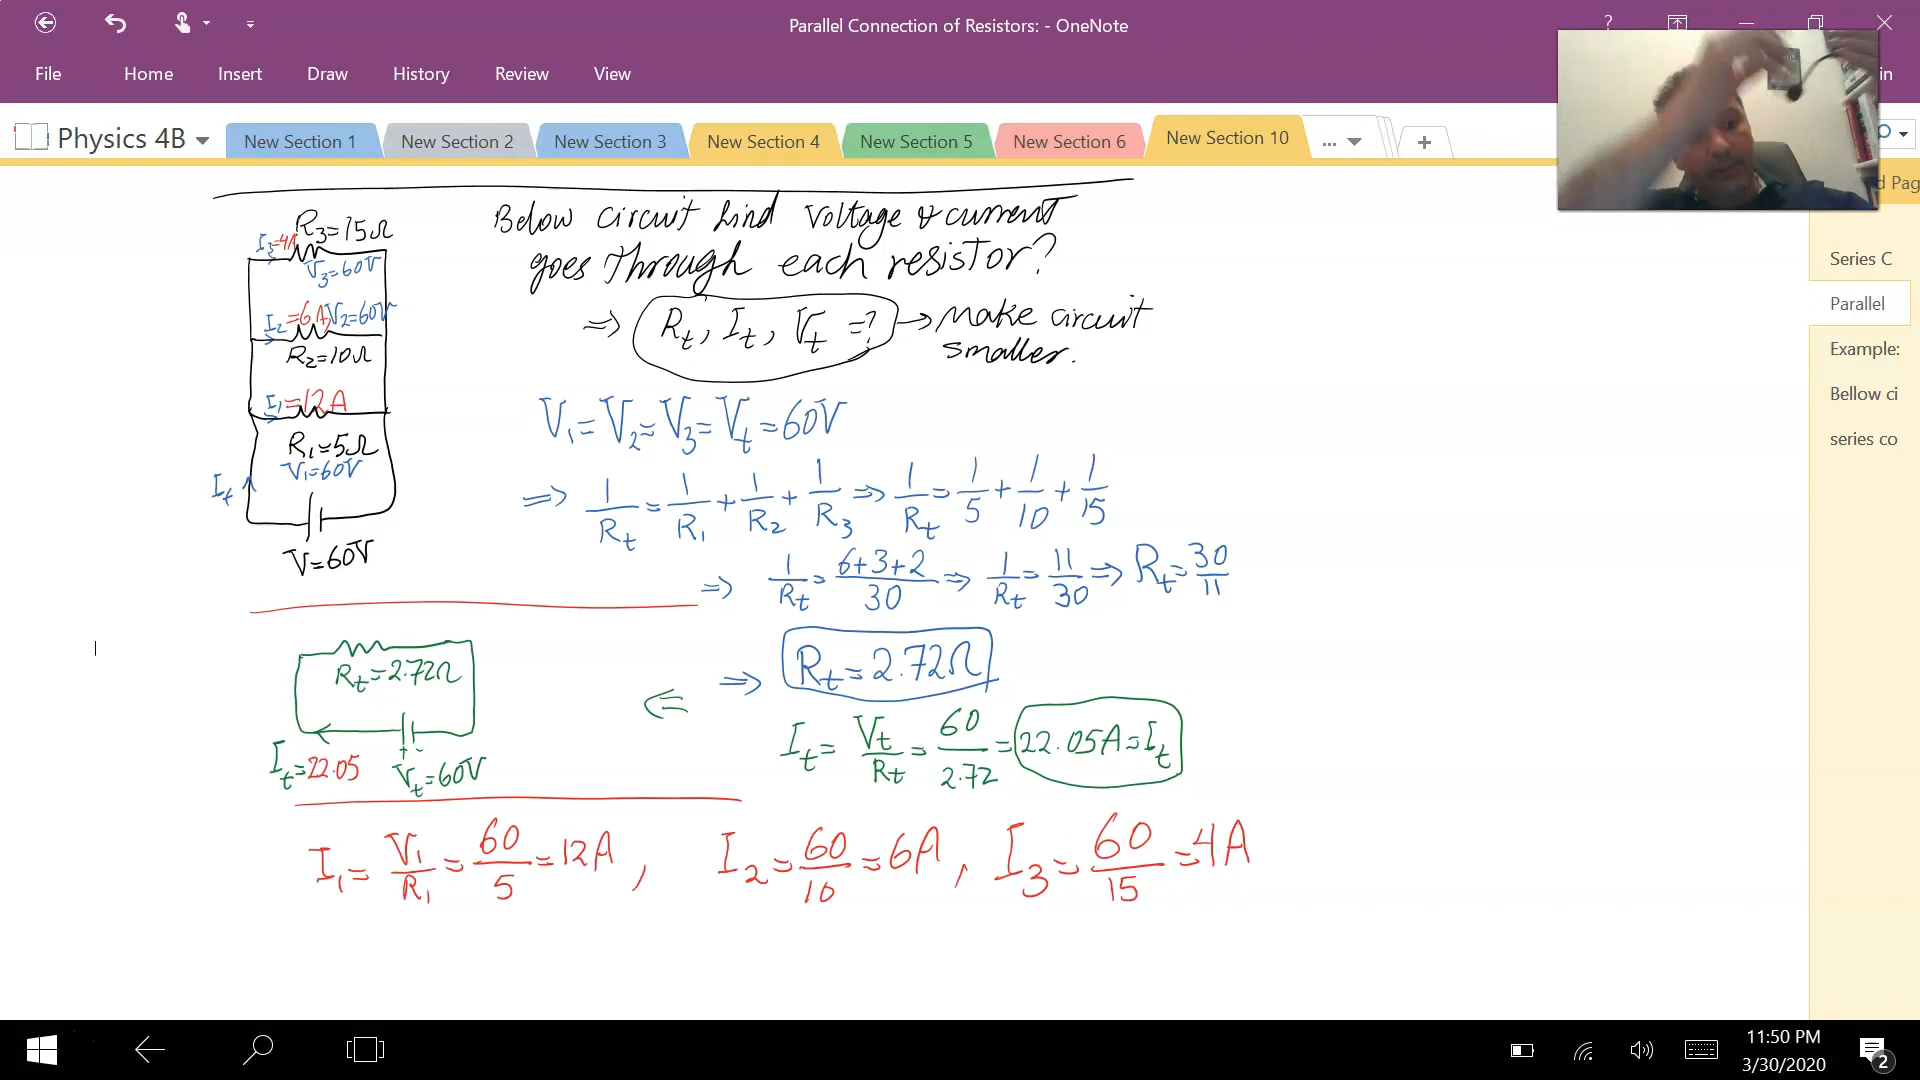 Parallel Connection of Resistors: - OneNote
?
File Home Insert Draw History Review View
in
Physics 4B
New Section 1 New Section 2 New Section 3 New Section 4 New Section 5 New Section 6 New Section 10 ... +
d Pag
Series C
Parallel
Example:
Bellow ci
series co
I3=4A R3=15Ω
V3=60V
I2=6A, V2=60V
R2=10Ω
I1=12A
R1=5Ω
V1=60V
It
V=60V
Below circuit find voltage & current
goes through each resistor?
=> Rt, It, Vt =? → make circuit
smaller.
V1=V2=V3=Vt=60V
=> 1/Rt = 1/R1 + 1/R2 + 1/R3 => 1/Rt = 1/5 + 1/10 + 1/15
=> 1/Rt = 6+3+2/30 => 1/Rt = 11/30 => Rt = 30/11
=> Rt=2.72Ω
<=
It = Vt/Rt = 60/2.72 = 22.05A=It
Rt=2.72Ω
+ -
It=22.05 Vt=60V
I1 = V1/R1 = 60/5 = 12A, I2 = 60/10 = 6A, I3 = 60/15 = 4A
11:50 PM
3/30/2020
2